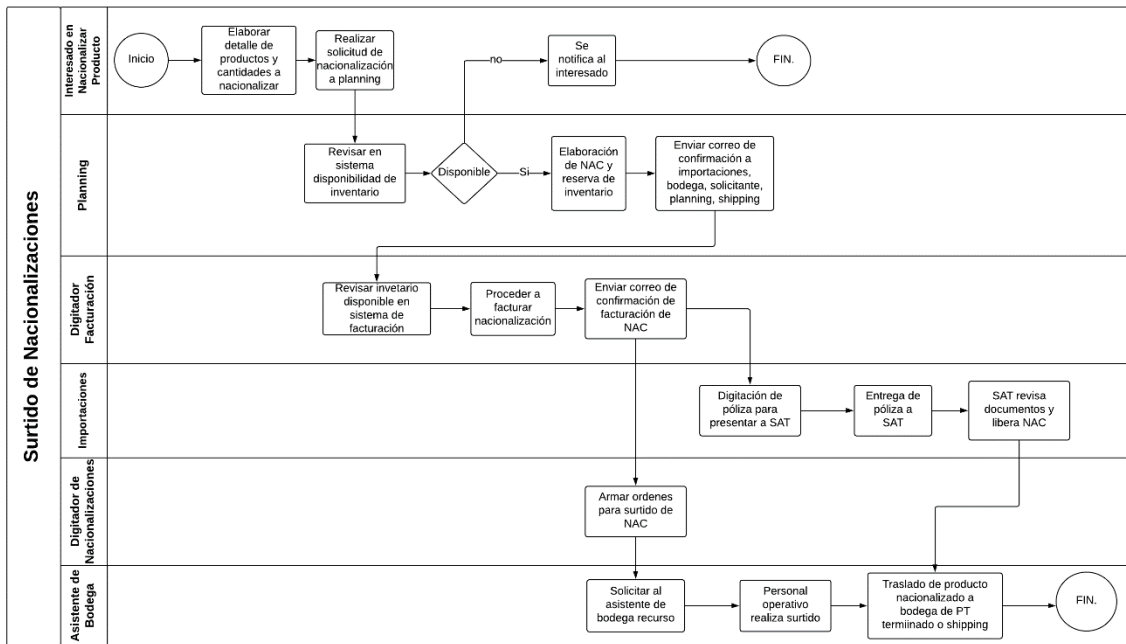 Surtido de Nacionalizaciones
Interesado en
Nacionalizar
Producto
Inicio
Elaborar
detalle de
productos y
cantidades a
nacionalizar
Realizar
solicitud de
nacionalización
a planning
no
Se
notifica al
interesado
FIN.
Planning
Revisar en
sistema
disponibilidad de
inventario
Disponible
Si
Elaboración
de NAC y
reserva de
inventario
Enviar correo de
confirmación a
importaciones,
bodega, solicitante,
planning, shipping
Digitador
Facturación
Revisar invetario
disponible en
sistema de
facturación
Proceder a
facturar
nacionalización
Enviar correo de
confirmación de
facturación de
NAC
Importaciones
Digitación de
póliza para
presentar a SAT
Entrega de
póliza a
SAT
SAT revisa
documentos y
libera NAC
Digitador de
Nacionalizaciones
Armar ordenes
para surtido de
NAC
Asistente de
Bodega
Solicitar al
asistente de
bodega recurso
Personal
operativo
realiza surtido
Traslado de producto
nacionalizado a
bodega de PT
termiinado o shipping
FIN.